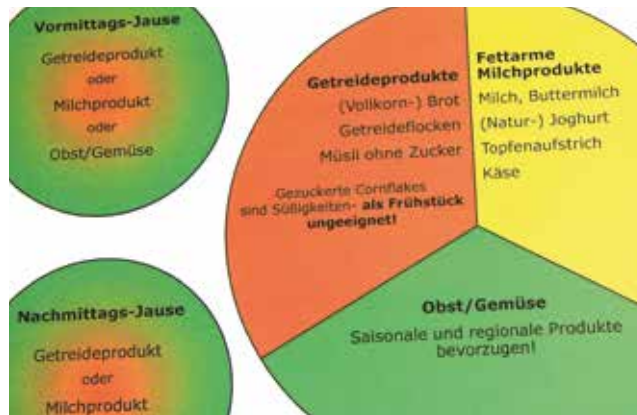 Vormittags-Jause
Getreideprodukt
oder
Milchprodukt
oder
Obst/Gemüse
Nachmittags-Jause
Getreideprodukt
oder
Milchprodukt
Getreideprodukte
(Vollkorn-) Brot
Getreideflocken
Müsli ohne Zucker
Gezuckerte Cornflakes
sind Süßigkeiten- als Frühstück
ungeeignet!
Fettarme
Milchprodukte
Milch, Buttermilch
(Natur-) Joghurt
Topfenaufstrich
Käse
Obst/Gemüse
Saisonale und regionale Produkte
bevorzugen!